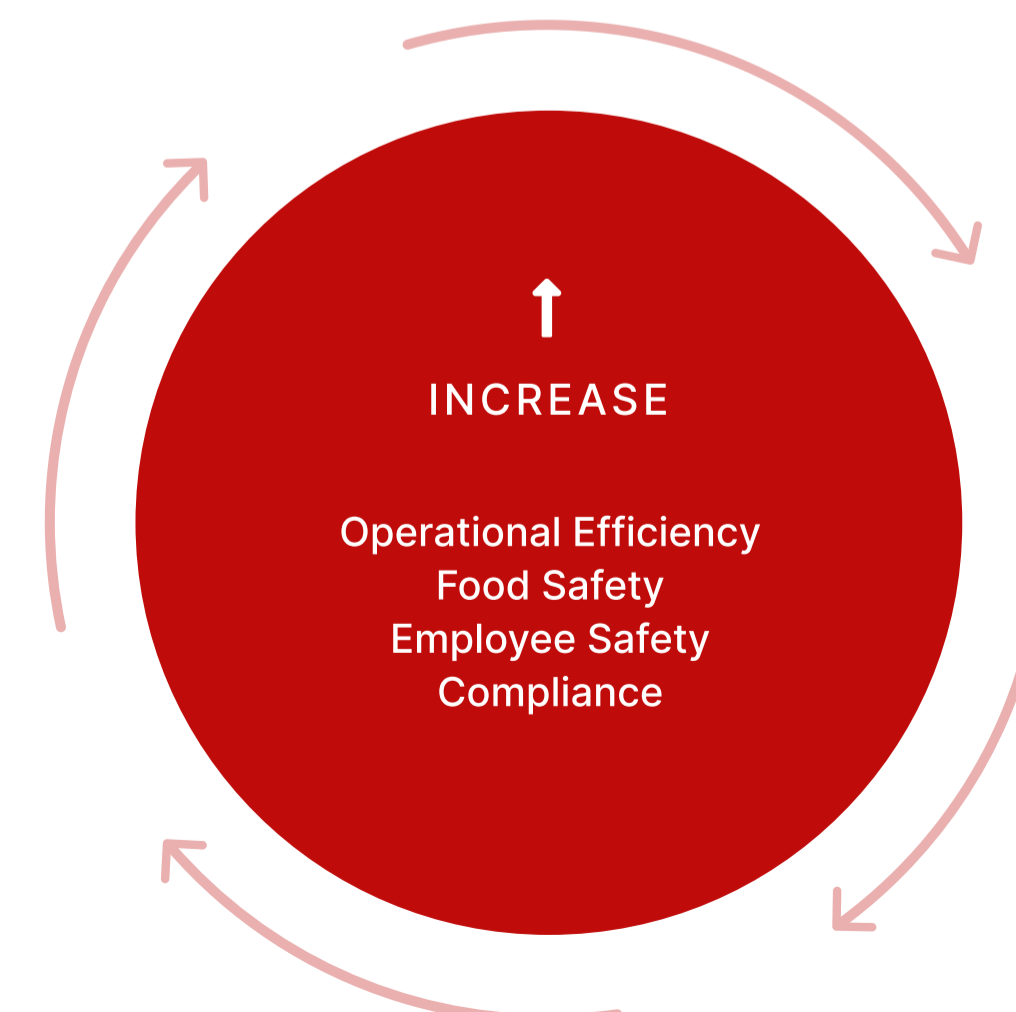 INCREASE
Operational Efficiency
Food Safety
Employee Safety
Compliance